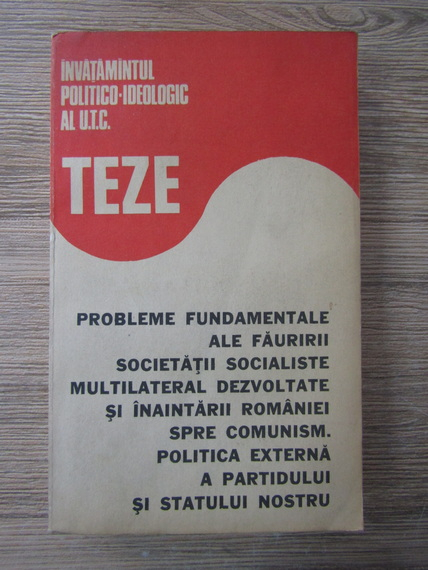 ÎNVĂȚĂMÎNTUL
POLITICO-IDEOLOGIC
AL U.T.C.
TEZE
PROBLEME FUNDAMENTALE
ALE FĂURIRII
SOCIETĂȚII SOCIALISTE
MULTILATERAL DEZVOLTATE
ȘI ÎNAINTĂRII ROMÂNIEI
SPRE COMUNISM.
POLITICA EXTERNĂ
A PARTIDULUI
ȘI STATULUI NOSTRU